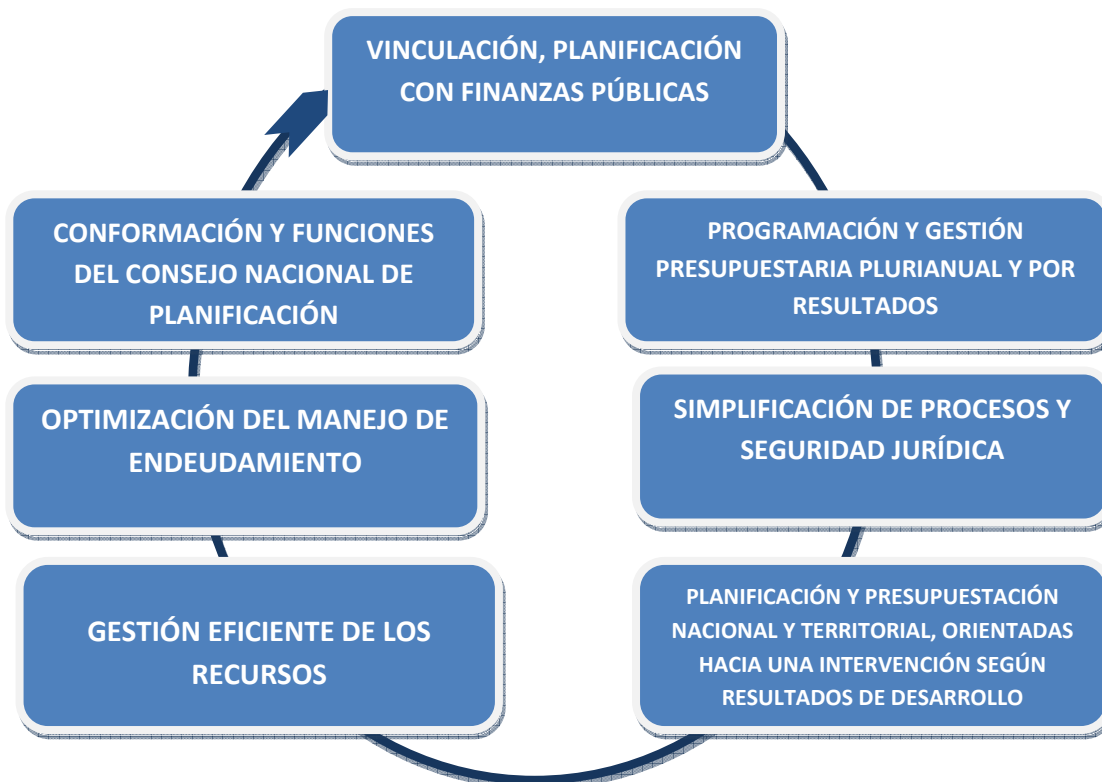 VINCULACIÓN, PLANIFICACIÓN
CON FINANZAS PÚBLICAS
PROGRAMACIÓN Y GESTIÓN
PRESUPUESTARIA PLURIANUAL Y POR
RESULTADOS
SIMPLIFICACIÓN DE PROCESOS Y
SEGURIDAD JURÍDICA
PLANIFICACIÓN Y PRESUPUESTACIÓN
NACIONAL Y TERRITORIAL, ORIENTADAS
HACIA UNA INTERVENCIÓN SEGÚN
RESULTADOS DE DESARROLLO
GESTIÓN EFICIENTE DE LOS
RECURSOS
OPTIMIZACIÓN DEL MANEJO DE
ENDEUDAMIENTO
CONFORMACIÓN Y FUNCIONES
DEL CONSEJO NACIONAL DE
PLANIFICACIÓN